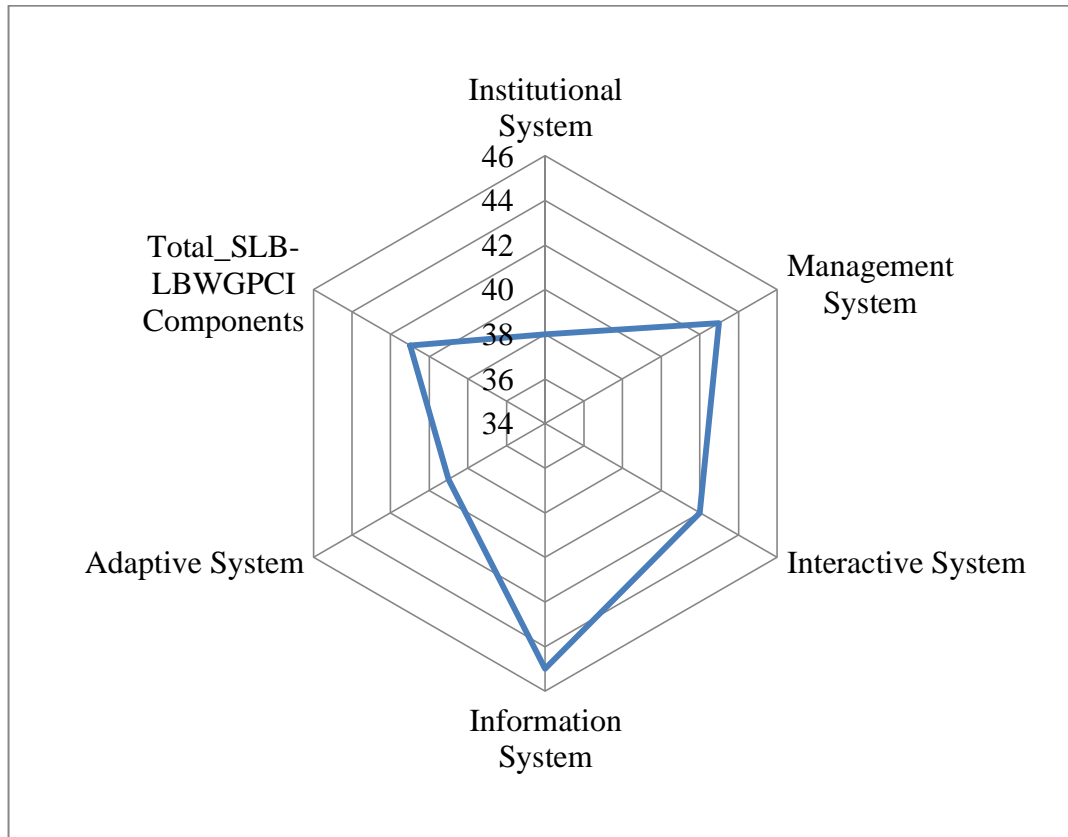 Institutional
System
46
44
42
40
38
36
34
Management
System
Interactive System
Information
System
Adaptive System
Total_SLB-
LBWGPCI
Components